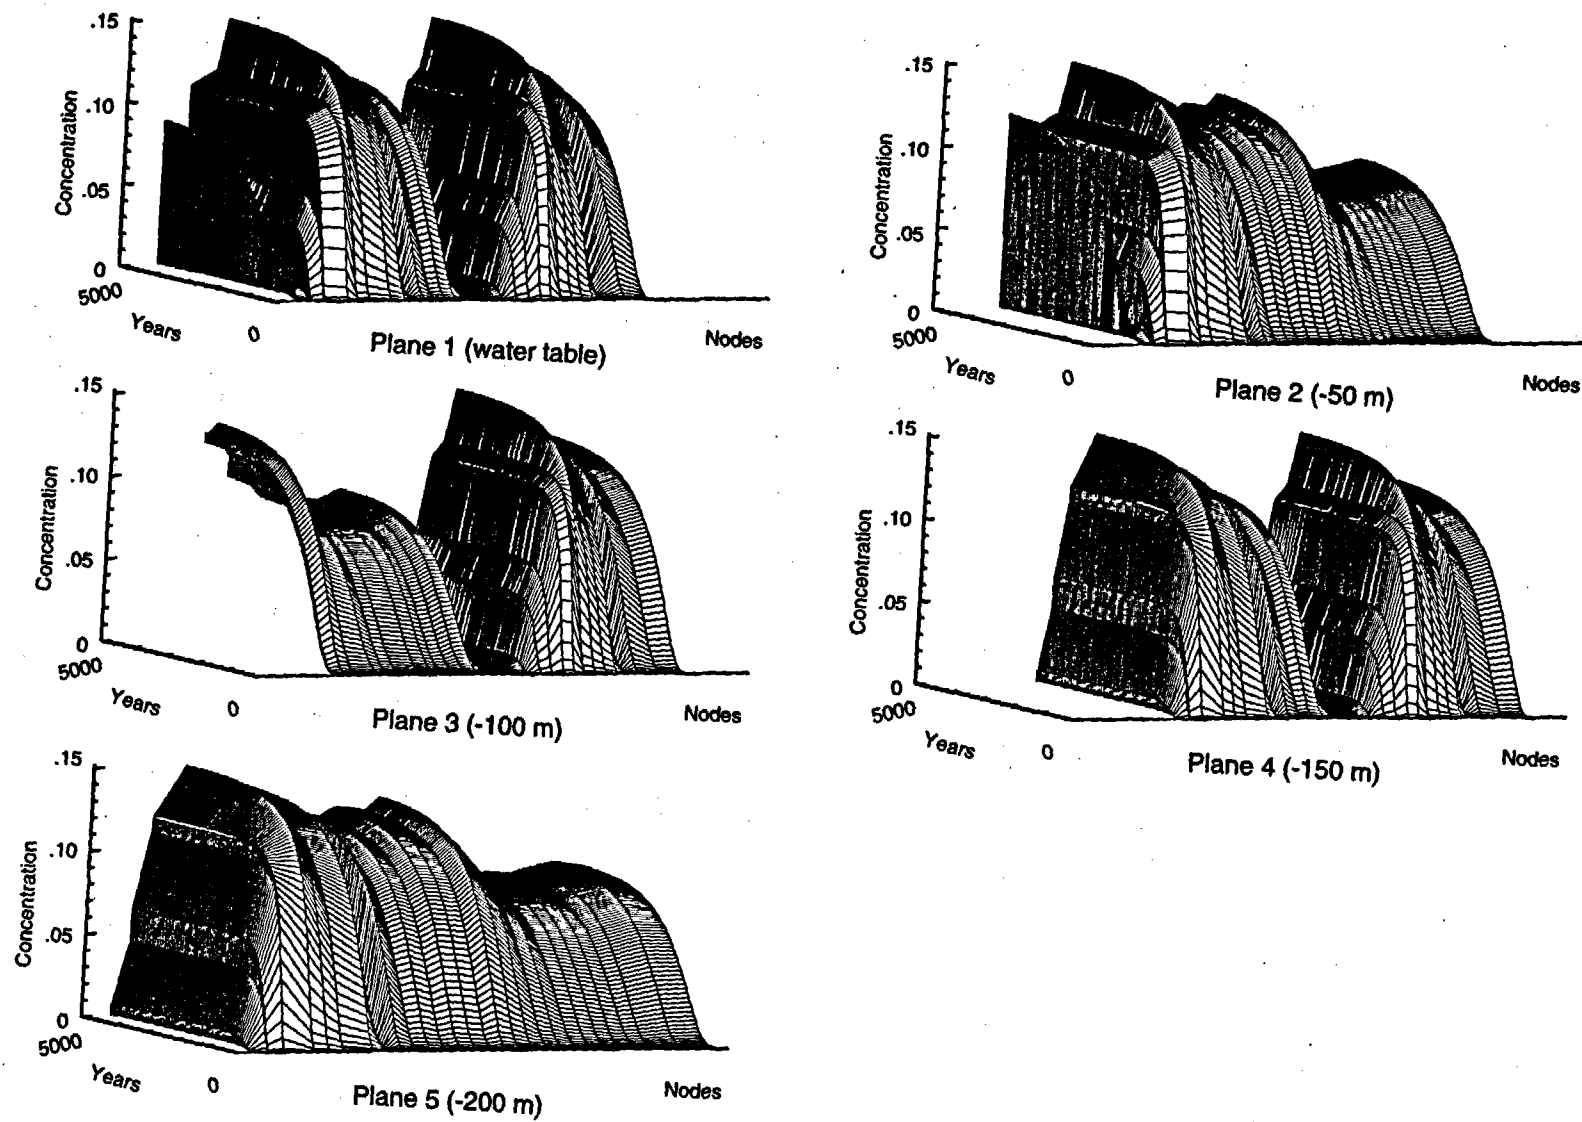 .15
.10
.05
0
Concentration
5000
Years
0
Plane 1 (water table)
Nodes
.15
.10
.05
0
Concentration
5000
Years
0
Plane 2 (-50 m)
Nodes
.15
.10
.05
0
Concentration
5000
Years
0
Plane 3 (-100 m)
Nodes
.15
.10
.05
0
Concentration
5000
Years
0
Plane 4 (-150 m)
Nodes
.15
.10
.05
0
Concentration
5000
Years
0
Plane 5 (-200 m)
Nodes